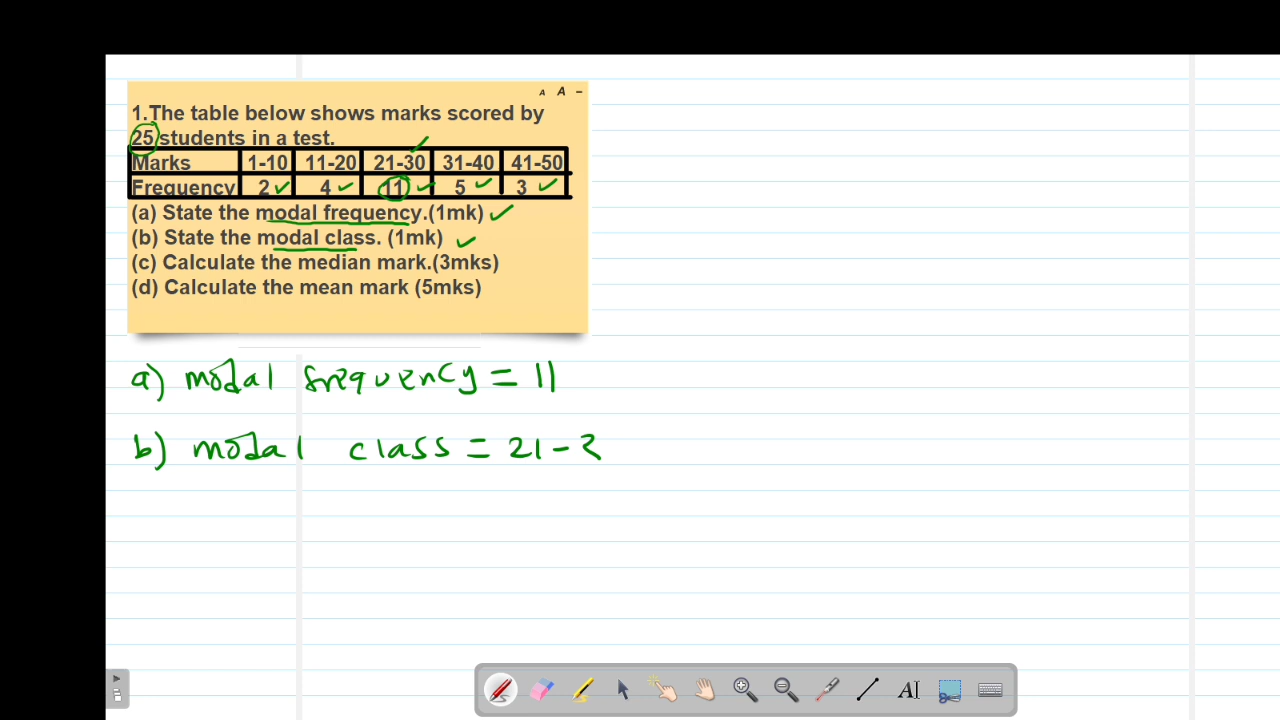 A A –
1.The table below shows marks scored by
25 students in a test.
Marks 1-10 11-20 21-30 31-40 41-50
Frequency 2 4 11 5 3
(a) State the modal frequency.(1mk)
(b) State the modal class. (1mk)
(c) Calculate the median mark.(3mks)
(d) Calculate the mean mark (5mks)
a) modal frequency = 11
b) modal class = 21 - 3
AI